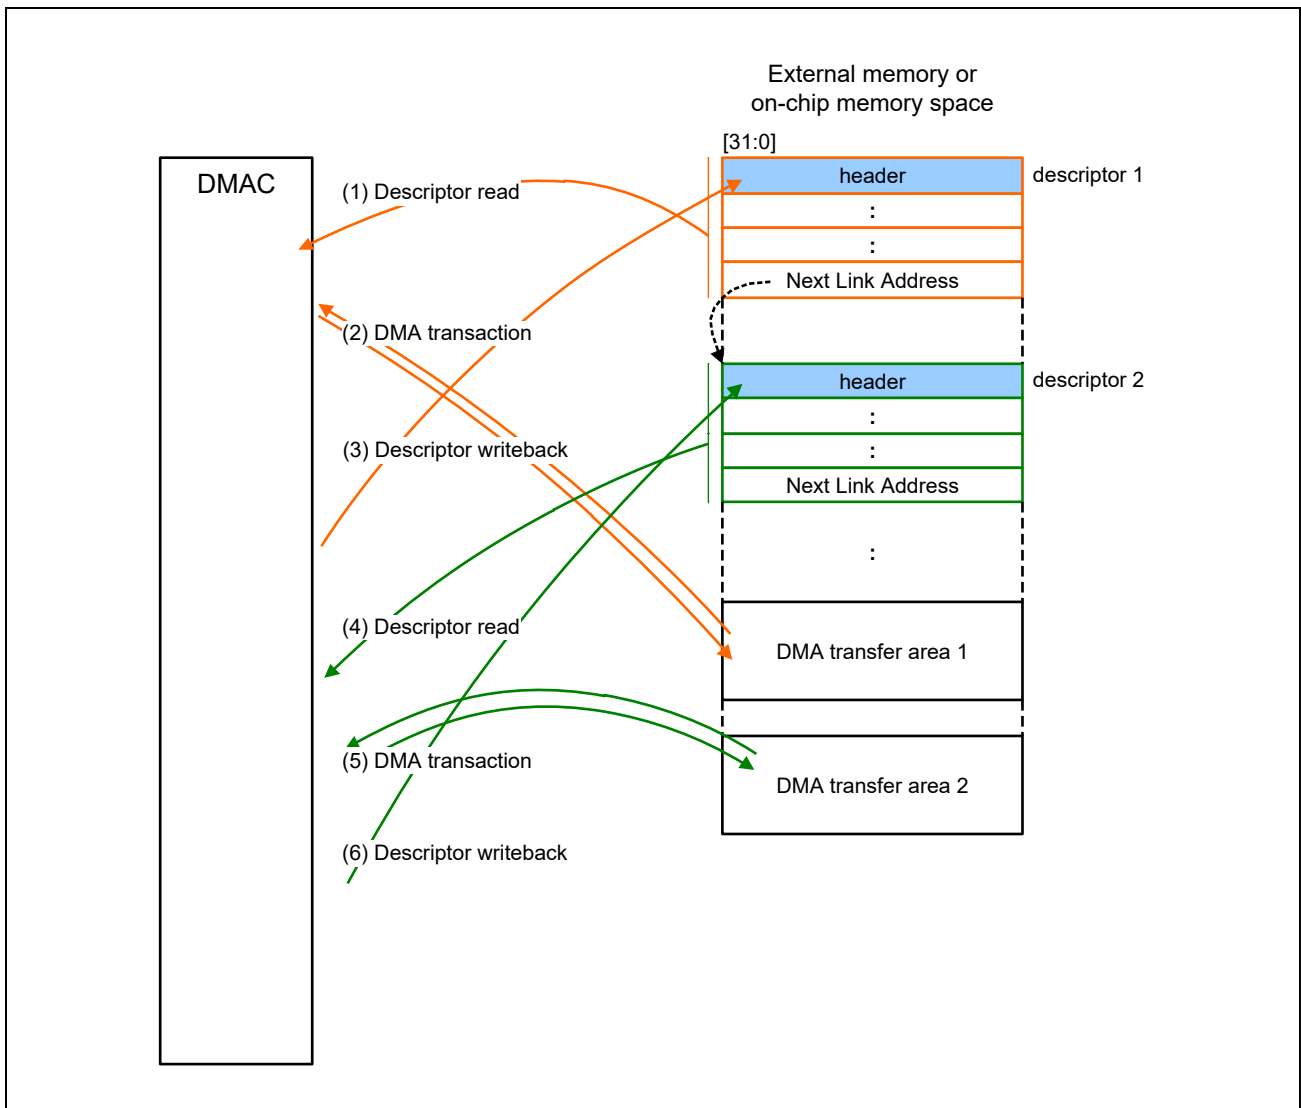 External memory or
on-chip memory space
[31:0]
DMAC
header
descriptor 1
(1) Descriptor read
:
:
Next Link Address
(2) DMA transaction
header
descriptor 2
:
(3) Descriptor writeback
:
Next Link Address
:
(4) Descriptor read
DMA transfer area 1
(5) DMA transaction
DMA transfer area 2
(6) Descriptor writeback